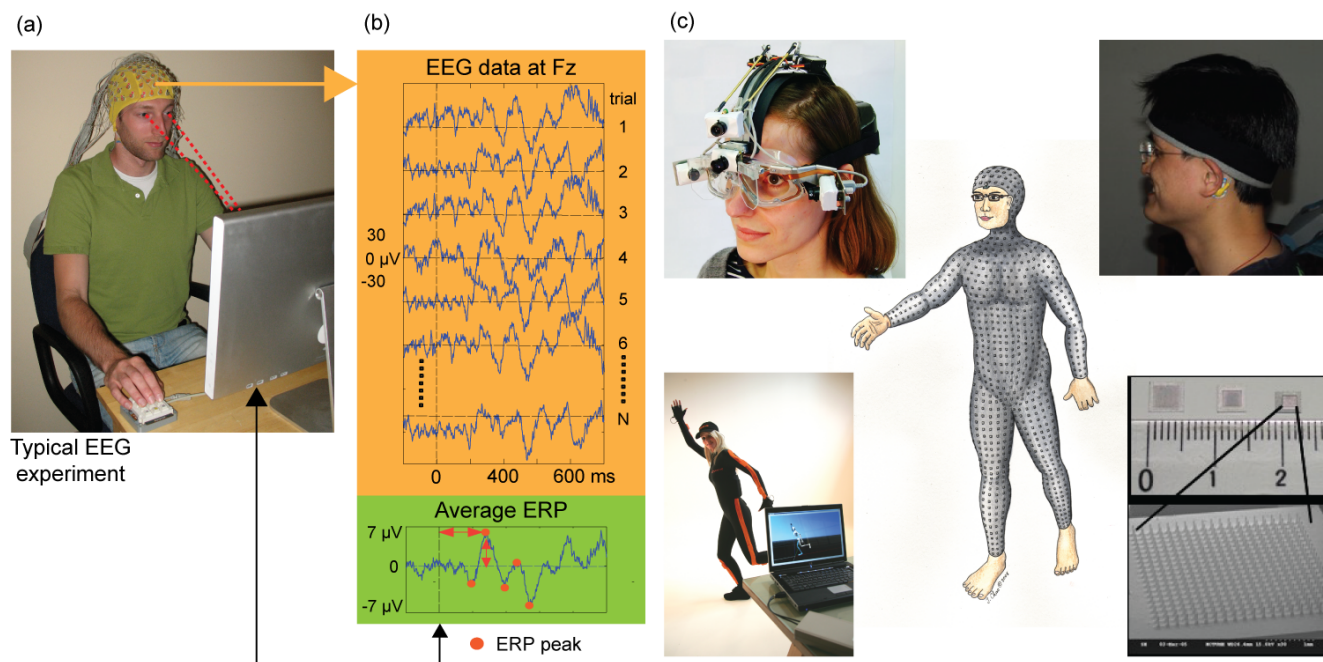 (a)
Typical EEG
experiment
(b)
EEG data at Fz
trial
1
2
3
30
0 µV
-30
4
5
6
N
0 400 600 ms
Average ERP
7 µV
0
-7 µV
ERP peak
(c)
0 1 2